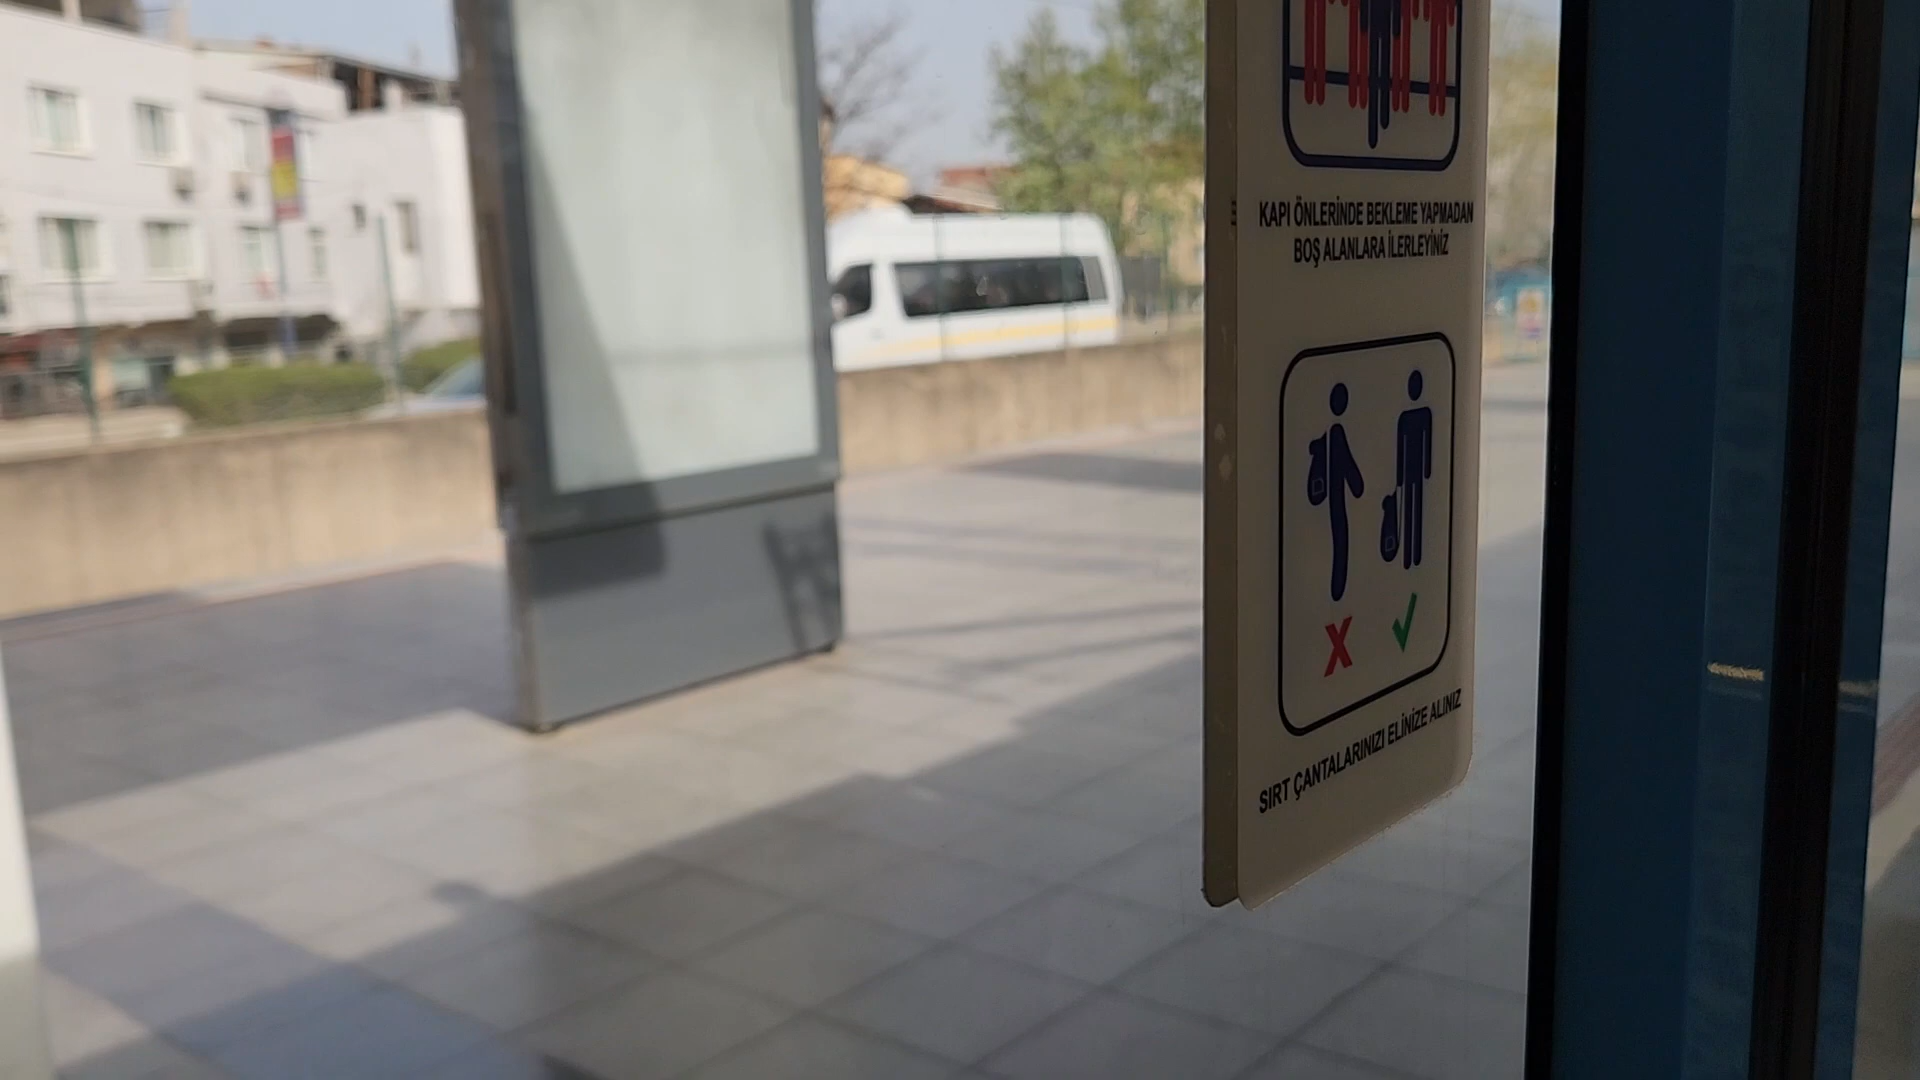 KAPI ÖNLERİNDE BEKLEME YAPMADAN
BOŞ ALANLARA İLERLEYİNİZ
SIRT ÇANTALARINIZI ELİNİZE ALINIZ